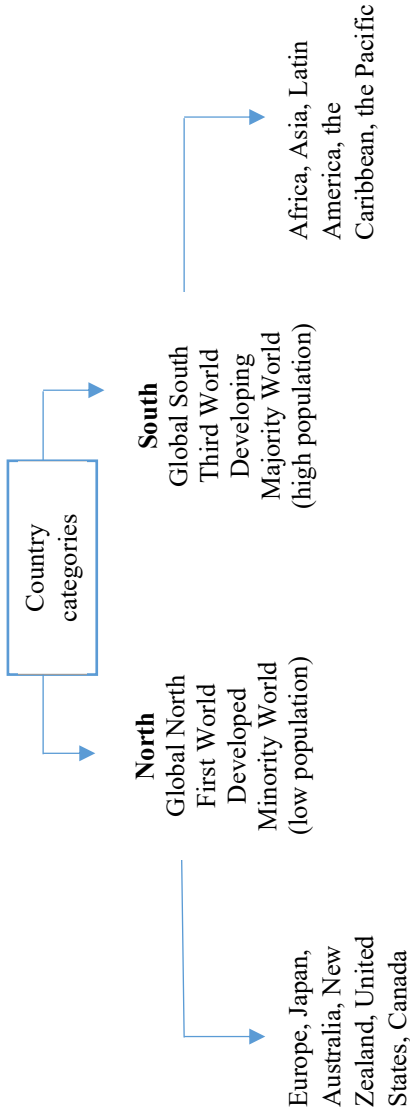 Country
categories
North
Global North
First World
Developed
Minority World
(low population)
South
Global South
Third World
Developing
Majority World
(high population)
Europe, Japan,
Australia, New
Zealand, United
States, Canada
Africa, Asia, Latin
America, the
Caribbean, the Pacific